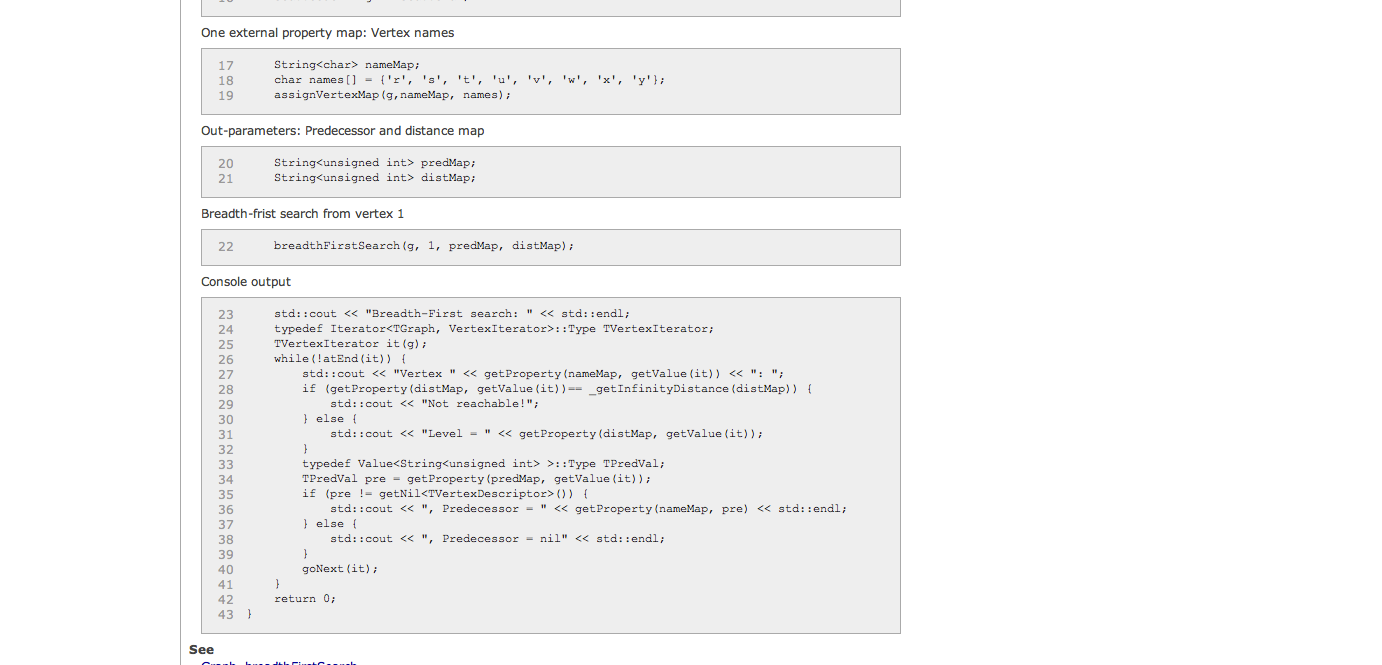 One external property map: Vertex names
17 String<char> nameMap;
18 char names[] = {'r', 's', 't', 'u', 'v', 'w', 'x', 'y'};
19 assignVertexMap(g,nameMap, names);
Out-parameters: Predecessor and distance map
20 String<unsigned int> predMap;
21 String<unsigned int> distMap;
Breadth-frist search from vertex 1
22 breadthFirstSearch(g, 1, predMap, distMap);
Console output
23 std::cout << "Breadth-First search: " << std::endl;
24 typedef Iterator<TGraph, VertexIterator>::Type TVertexIterator;
25 TVertexIterator it(g);
26 while(!atEnd(it)) {
27 std::cout << "Vertex " << getProperty(nameMap, getValue(it)) << ": ";
28 if (getProperty(distMap, getValue(it))== _getInfinityDistance(distMap)) {
29 std::cout << "Not reachable!";
30 } else {
31 std::cout << "Level = " << getProperty(distMap, getValue(it));
32 }
33 typedef Value<String<unsigned int> >::Type TPredVal;
34 TPredVal pre = getProperty(predMap, getValue(it));
35 if (pre != getNil<TVertexDescriptor>()) {
36 std::cout << ", Predecessor = " << getProperty(nameMap, pre) << std::endl;
37 } else {
38 std::cout << ", Predecessor = nil" << std::endl;
39 }
40 goNext(it);
41 }
42 return 0;
43 }
See